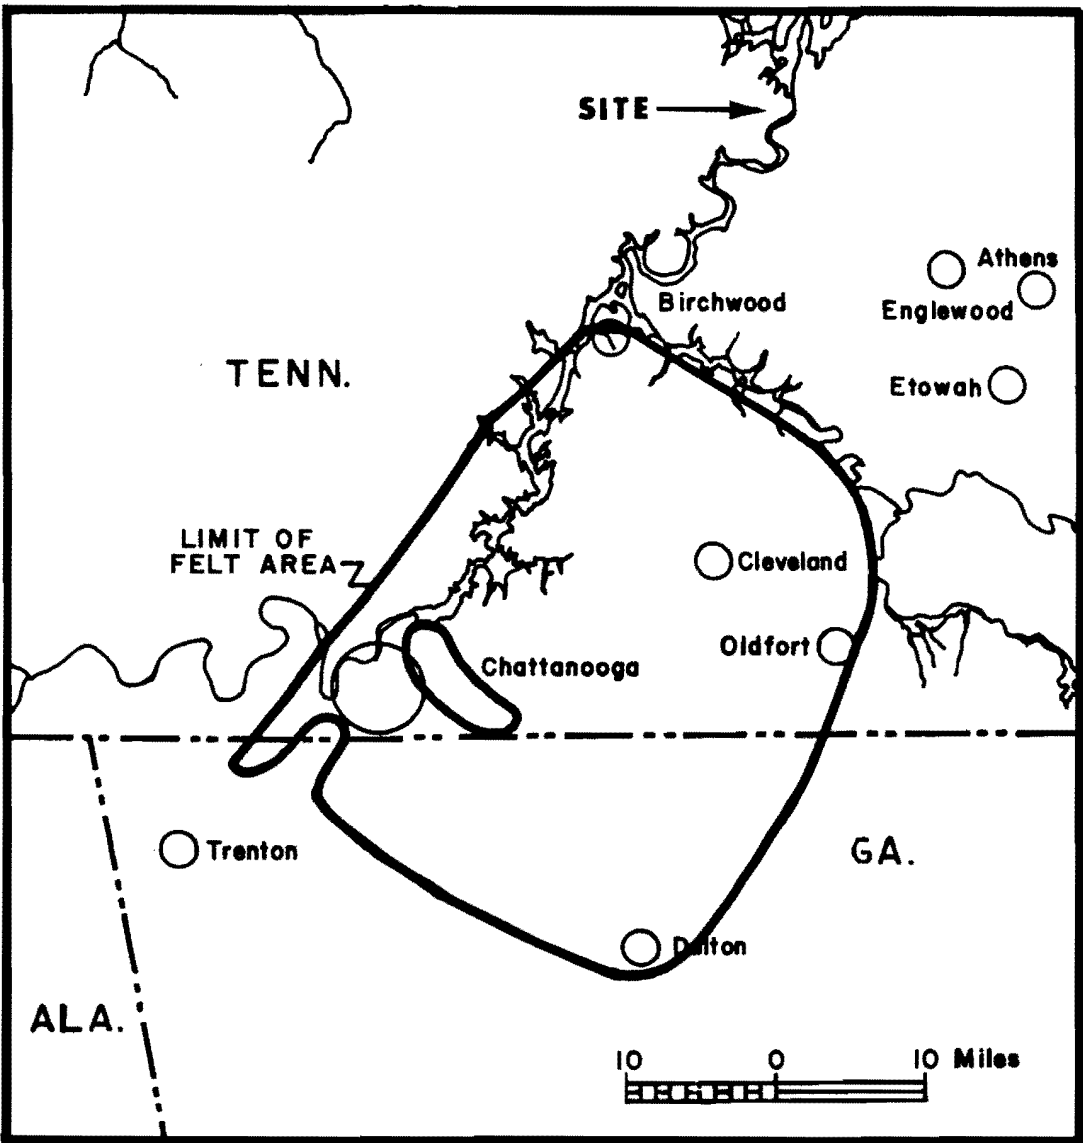 SITE
Athens
Englewood
Birchwood
TENN.
Etowah
LIMIT OF
FELT AREA
Cleveland
Oldfort
Chattanooga
Trenton
GA.
Dalton
ALA.
10 0 10 Miles